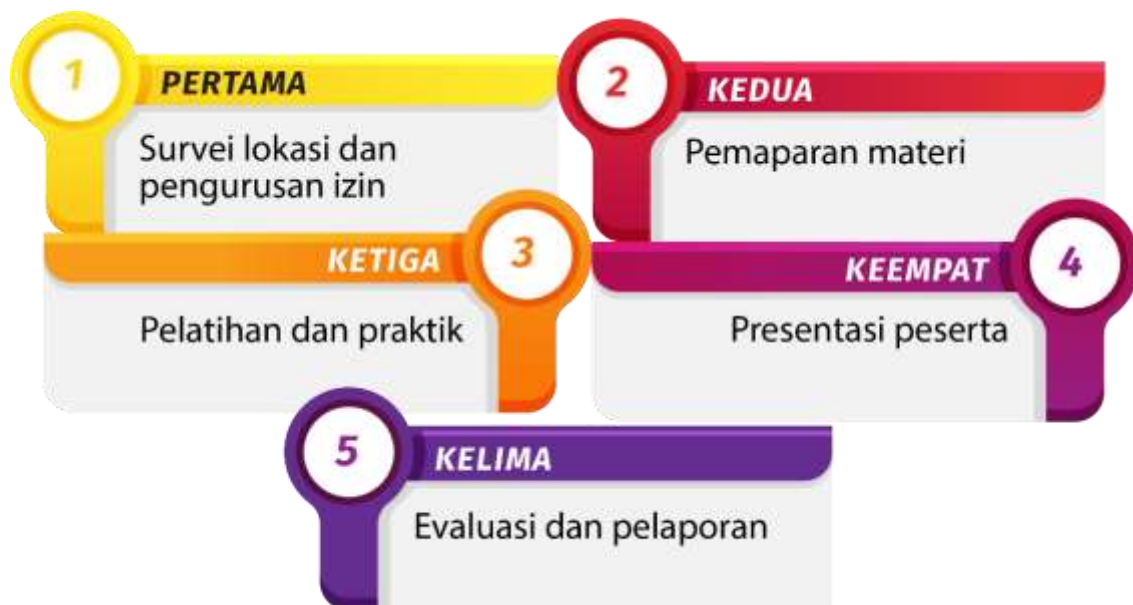 1
PERTAMA
Survei lokasi dan
pengurusan izin
2
KEDUA
Pemaparan materi
KETIGA
3
Pelatihan dan praktik
KEEMPAT
4
Presentasi peserta
5
KELIMA
Evaluasi dan pelaporan